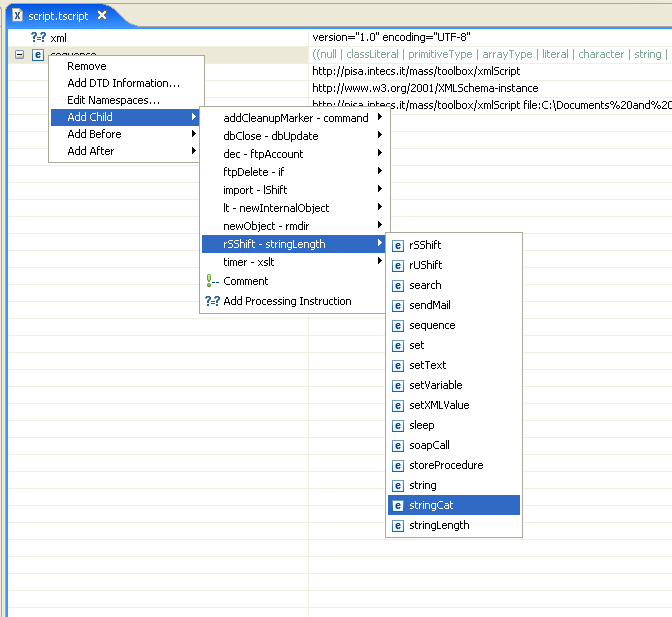 script.tscript
?-? xml version="1.0" encoding="UTF-8"
e sequence ((null | classLiteral | primitiveType | arrayType | literal | character | string |
http://pisa.intecs.it/mass/toolbox/xmlScript
http://www.w3.org/2001/XMLSchema-instance
http://pisa.intecs.it/mass/toolbox/xmlScript file:C:\Documents%20and%20
Remove
Add DTD Information...
Edit Namespaces...
Add Child
Add Before
Add After
addCleanupMarker - command
dbClose - dbUpdate
dec - ftpAccount
ftpDelete - if
import - lShift
lt - newInternalObject
newObject - rmdir
rSShift - stringLength
timer - xslt
Comment
?-? Add Processing Instruction
e rSShift
e rUShift
e search
e sendMail
e sequence
e set
e setText
e setVariable
e setXMLValue
e sleep
e soapCall
e storeProcedure
e string
e stringCat
e stringLength